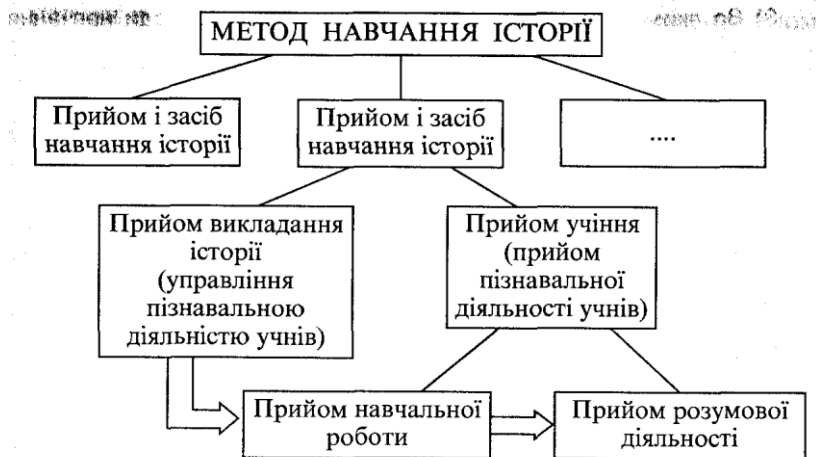 МЕТОД НАВЧАННЯ ІСТОРІЇ
Прийом і засіб
навчання історії
Прийом і засіб
навчання історії
....
Прийом викладання
історії
(управління
пізнавальною
діяльністю учнів)
Прийом учіння
(прийом
пізнавальної
діяльності учнів)
Прийом навчальної
роботи
Прийом розумової
діяльності